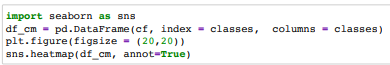 import seaborn as sns
df_cm = pd.DataFrame(cf, index = classes,  columns = classes)
plt.figure(figsize = (20,20))
sns.heatmap(df_cm, annot=True)